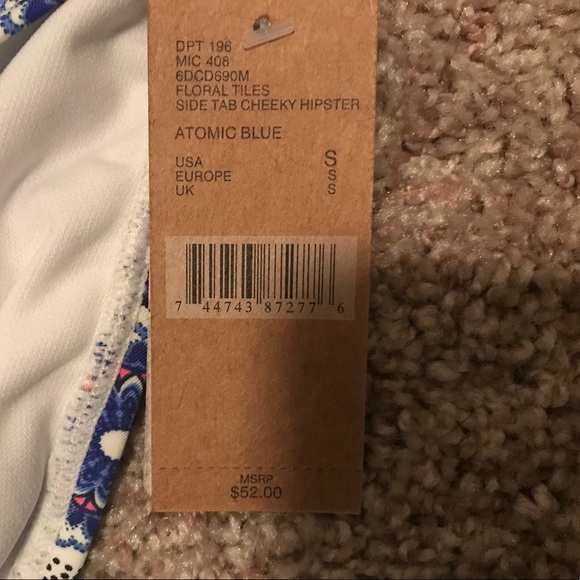 DPT 196
MIC 408
6DCD690M
FLORAL TILES
SIDE TAB CHEEKY HIPSTER
ATOMIC BLUE
USA S
EUROPE S
UK S
7 44743 87277 6
MSRP
$52.00